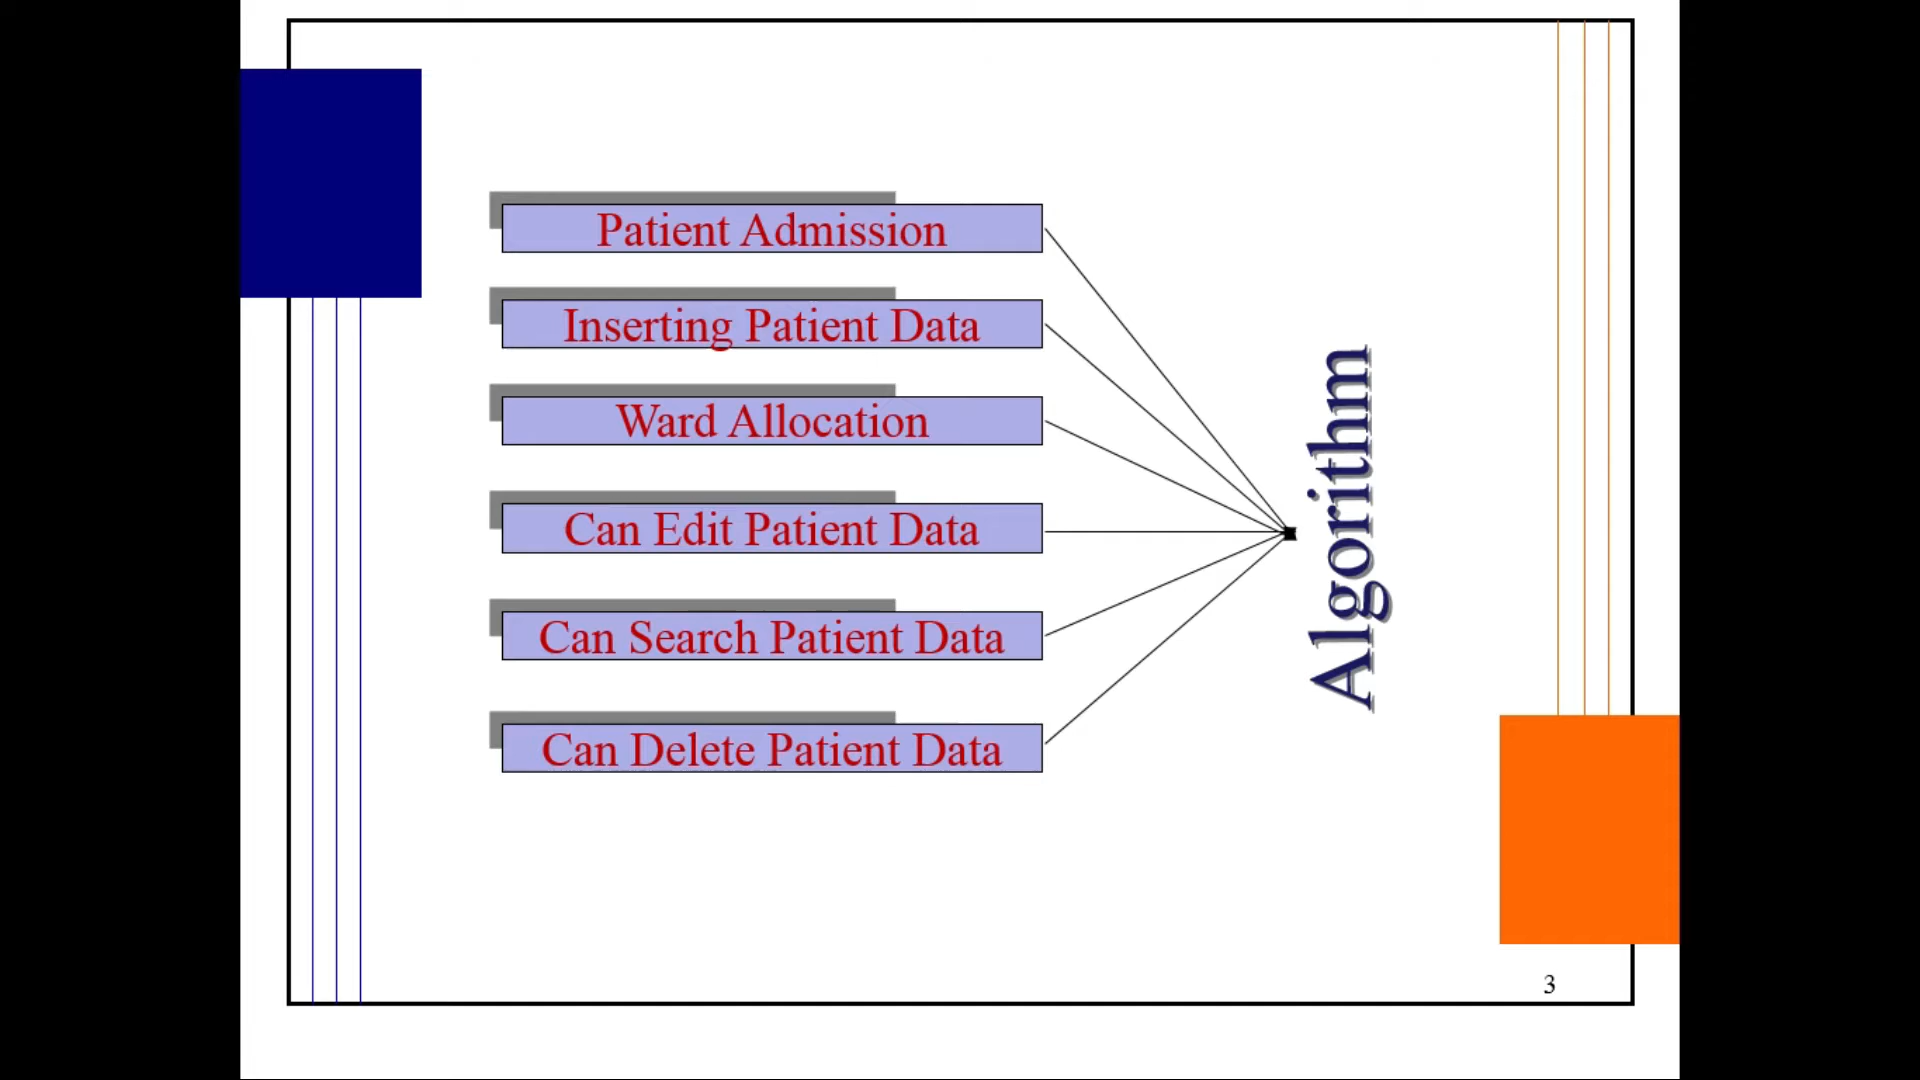 Patient Admission
Inserting Patient Data
Ward Allocation
Can Edit Patient Data
Can Search Patient Data
Can Delete Patient Data
Algorithm
3